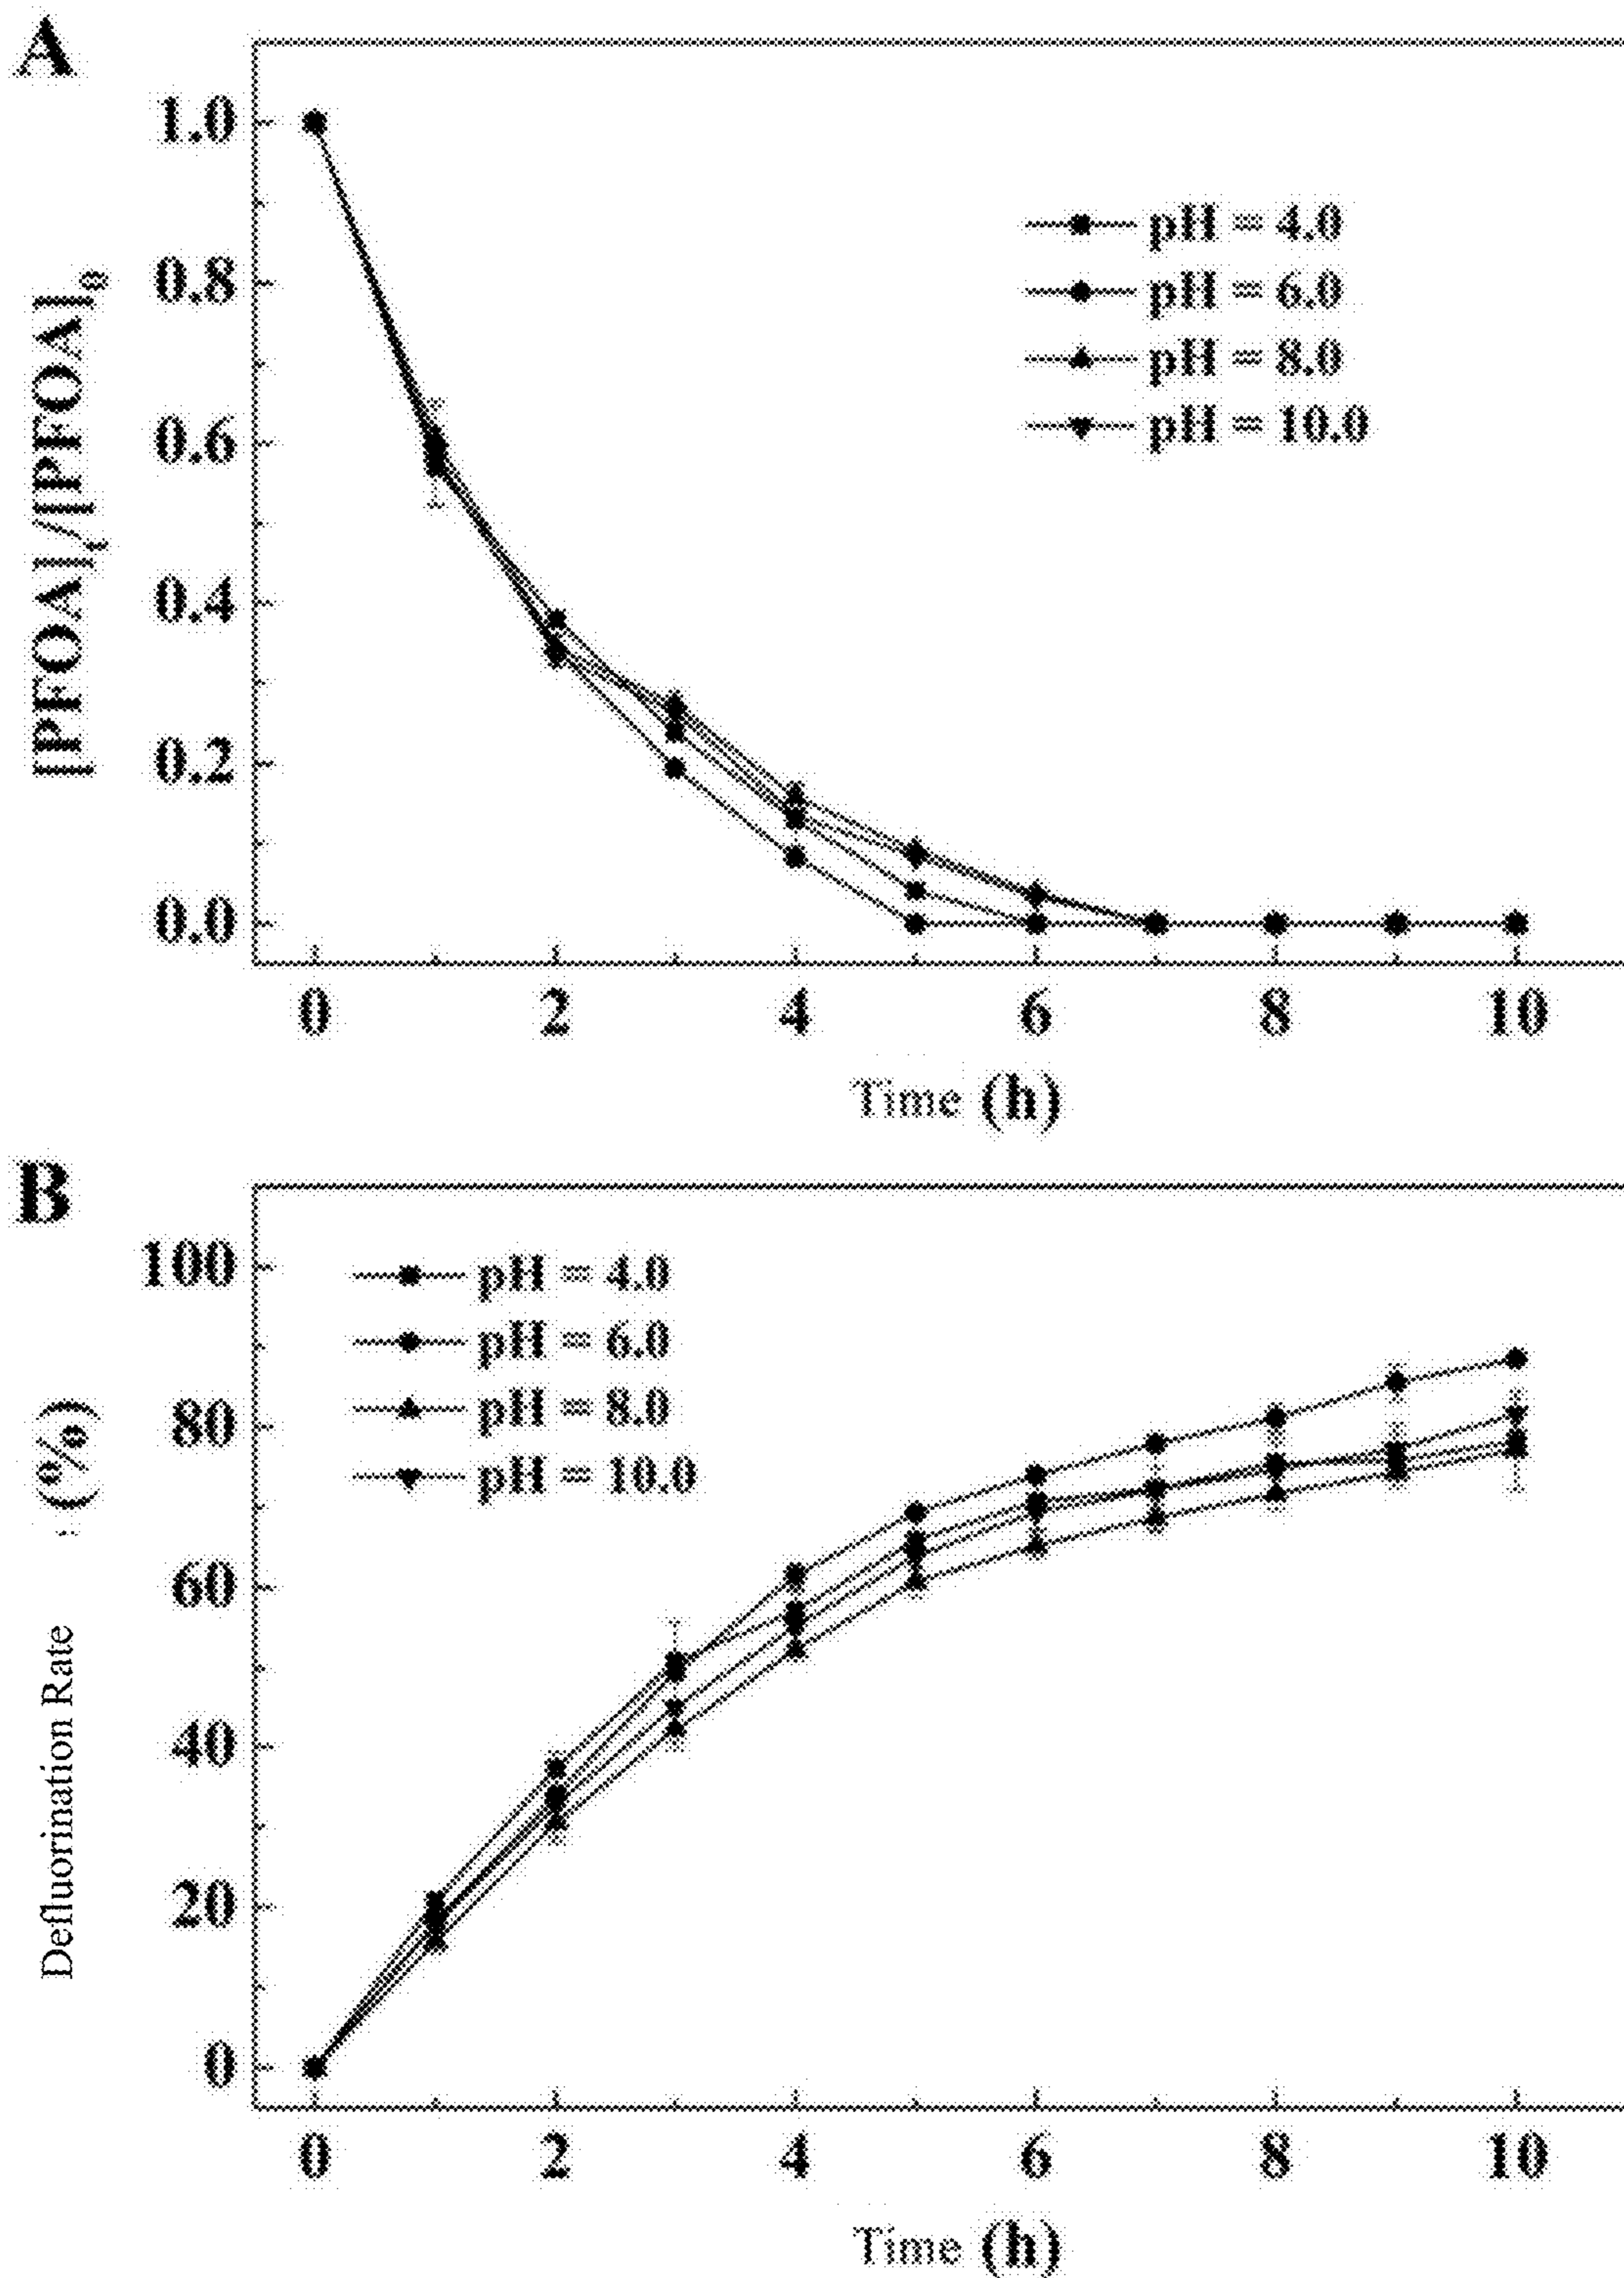 A
1.0
0.8
0.6
0.4
0.2
0.0
[PFOA]t/[PFOA]0
pH = 4.0
pH = 6.0
pH = 8.0
pH = 10.0
0 2 4 6 8 10
Time (h)
B
100
80
60
40
20
0
Defluorination Rate : (%)
pH = 4.0
pH = 6.0
pH = 8.0
pH = 10.0
0 2 4 6 8 10
Time (h)